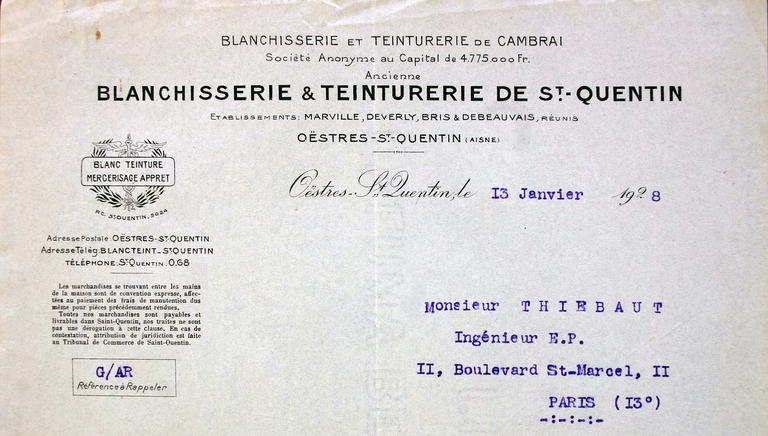 BLANCHISSERIE ET TEINTURERIE DE CAMBRAI
Société Anonyme au Capital de 4.775.000 Fr.
Ancienne
BLANCHISSERIE & TEINTURERIE DE ST-QUENTIN
ETABLISSEMENTS: MARVILLE, DEVERLY, BRIS & DEBEAUVAIS, RÉUNIS
OËSTRES-ST-QUENTIN (AISNE)
BLANC TEINTURE
MERCERISAGE APPRET
R.C. ST QUENTIN, 9024
Oëstres-St Quentin, le 13 Janvier 1928
Adresse Postale: OËSTRES-ST-QUENTIN
Adresse Télég: BLANCTEINT-ST-QUENTIN
TÉLÉPHONE: ST-QUENTIN. 0.68
Les marchandises se trouvant entre les mains
de la maison sont de convention expresse, affec-
tées au paiement des frais de manutention dus
même pour pièces précédemment rendues.
Toutes nos marchandises sont payables et
livrables dans Saint-Quentin, nos traites ne sont
pas une dérogation à cette clause. En cas de
contestation, attribution de juridiction est faite
au Tribunal de Commerce de Saint-Quentin.
G/AR
Référence à Rappeler
Monsieur THIEBAUT
Ingénieur E.P.
II, Boulevard St-Marcel, II
PARIS (I3°)
-:-:-:-